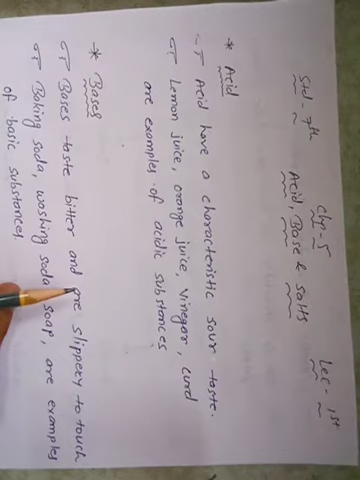 Std - 7th Chp - 5 Lec - 1st
Acid, Base & Salts
* Acid
→ Acid have a characteristic sour taste.
→ Lemon juice, orange juice, vinegar, curd
are examples of acidic substances
* Bases
→ Bases taste bitter and are slippery to touch
→ Baking soda, washing soda, soap, are examples
of basic substances.